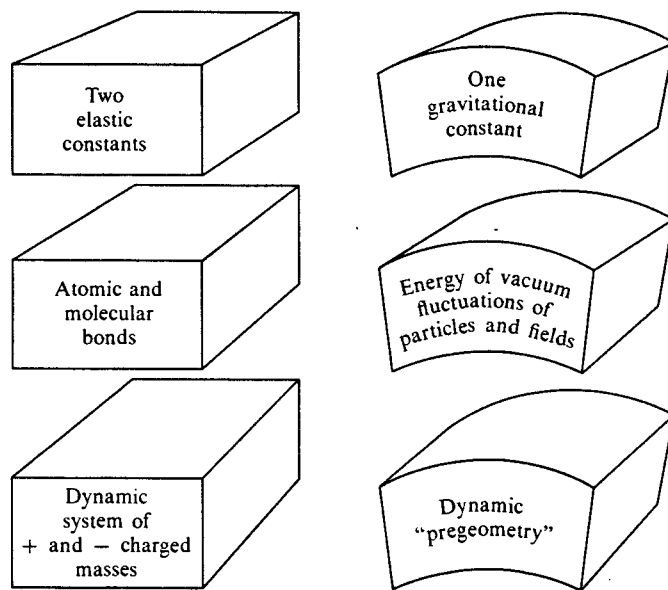 Two
elastic
constants
One
gravitational
constant
Atomic and
molecular
bonds
Energy of vacuum
fluctuations of
particles and fields
Dynamic
system of
+ and − charged
masses
Dynamic
“pregeometry”